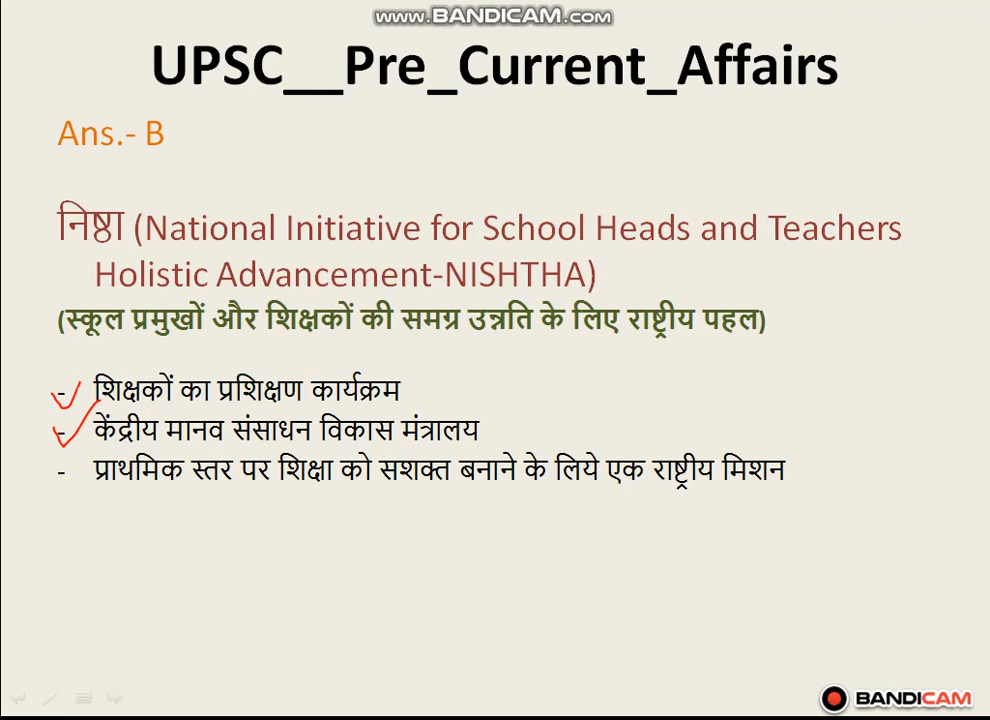 www.BANDICAM.com
UPSC__Pre_Current_Affairs
Ans.- B
निष्ठा (National Initiative for School Heads and Teachers
Holistic Advancement-NISHTHA)
(स्कूल प्रमुखों और शिक्षकों की समग्र उन्नति के लिए राष्ट्रीय पहल)
- शिक्षकों का प्रशिक्षण कार्यक्रम
- केंद्रीय मानव संसाधन विकास मंत्रालय
- प्राथमिक स्तर पर शिक्षा को सशक्त बनाने के लिये एक राष्ट्रीय मिशन
BANDICAM